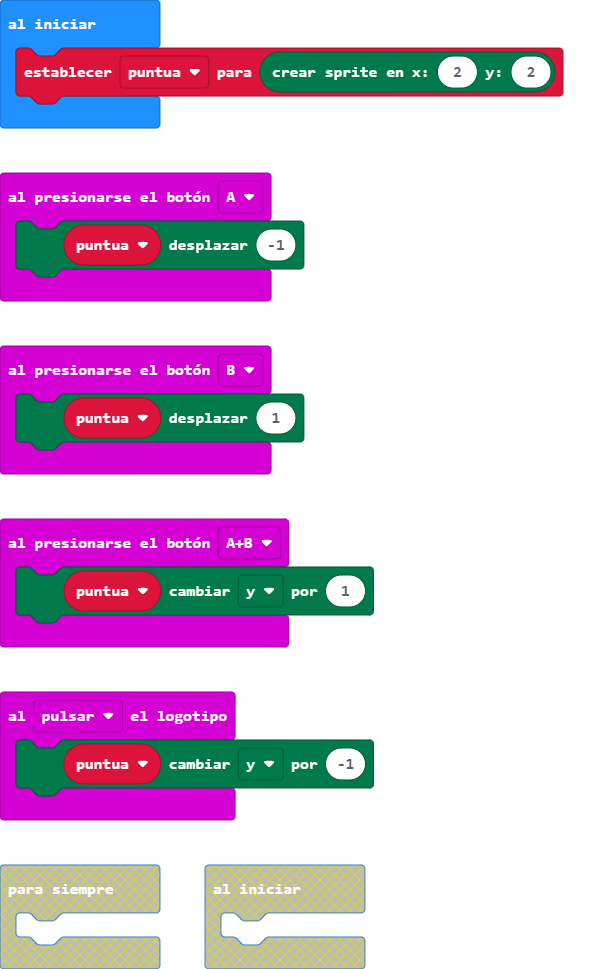 al iniciar
establecer puntua para crear sprite en x: 2 y: 2
al presionarse el botón A
puntua desplazar -1
al presionarse el botón B
puntua desplazar 1
al presionarse el botón A+B
puntua cambiar y por 1
al pulsar el logotipo
puntua cambiar y por -1
para siempre al iniciar